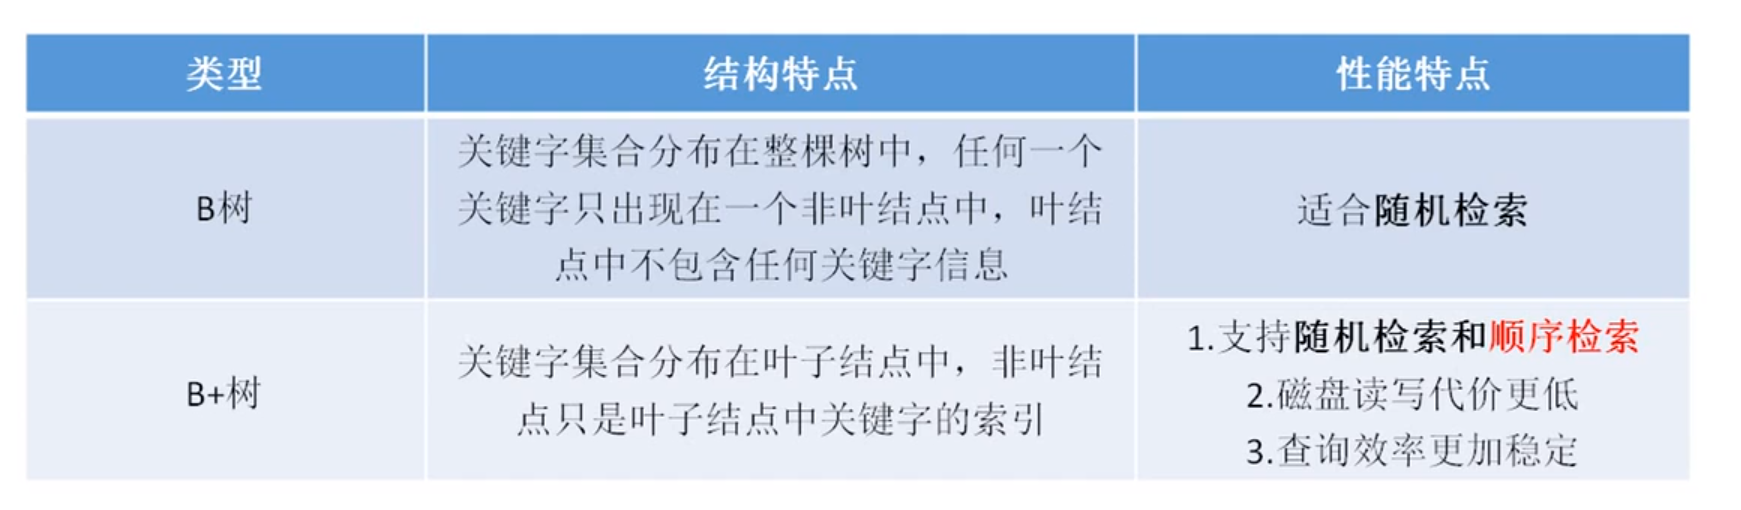 类型
结构特点
性能特点
B树
关键字集合分布在整棵树中，任何一个
关键字只出现在一个非叶结点中，叶结
点中不包含任何关键字信息
适合随机检索
B+树
关键字集合分布在叶子结点中，非叶结
点只是叶子结点中关键字的索引
1.支持随机检索和顺序检索
2.磁盘读写代价更低
3.查询效率更加稳定